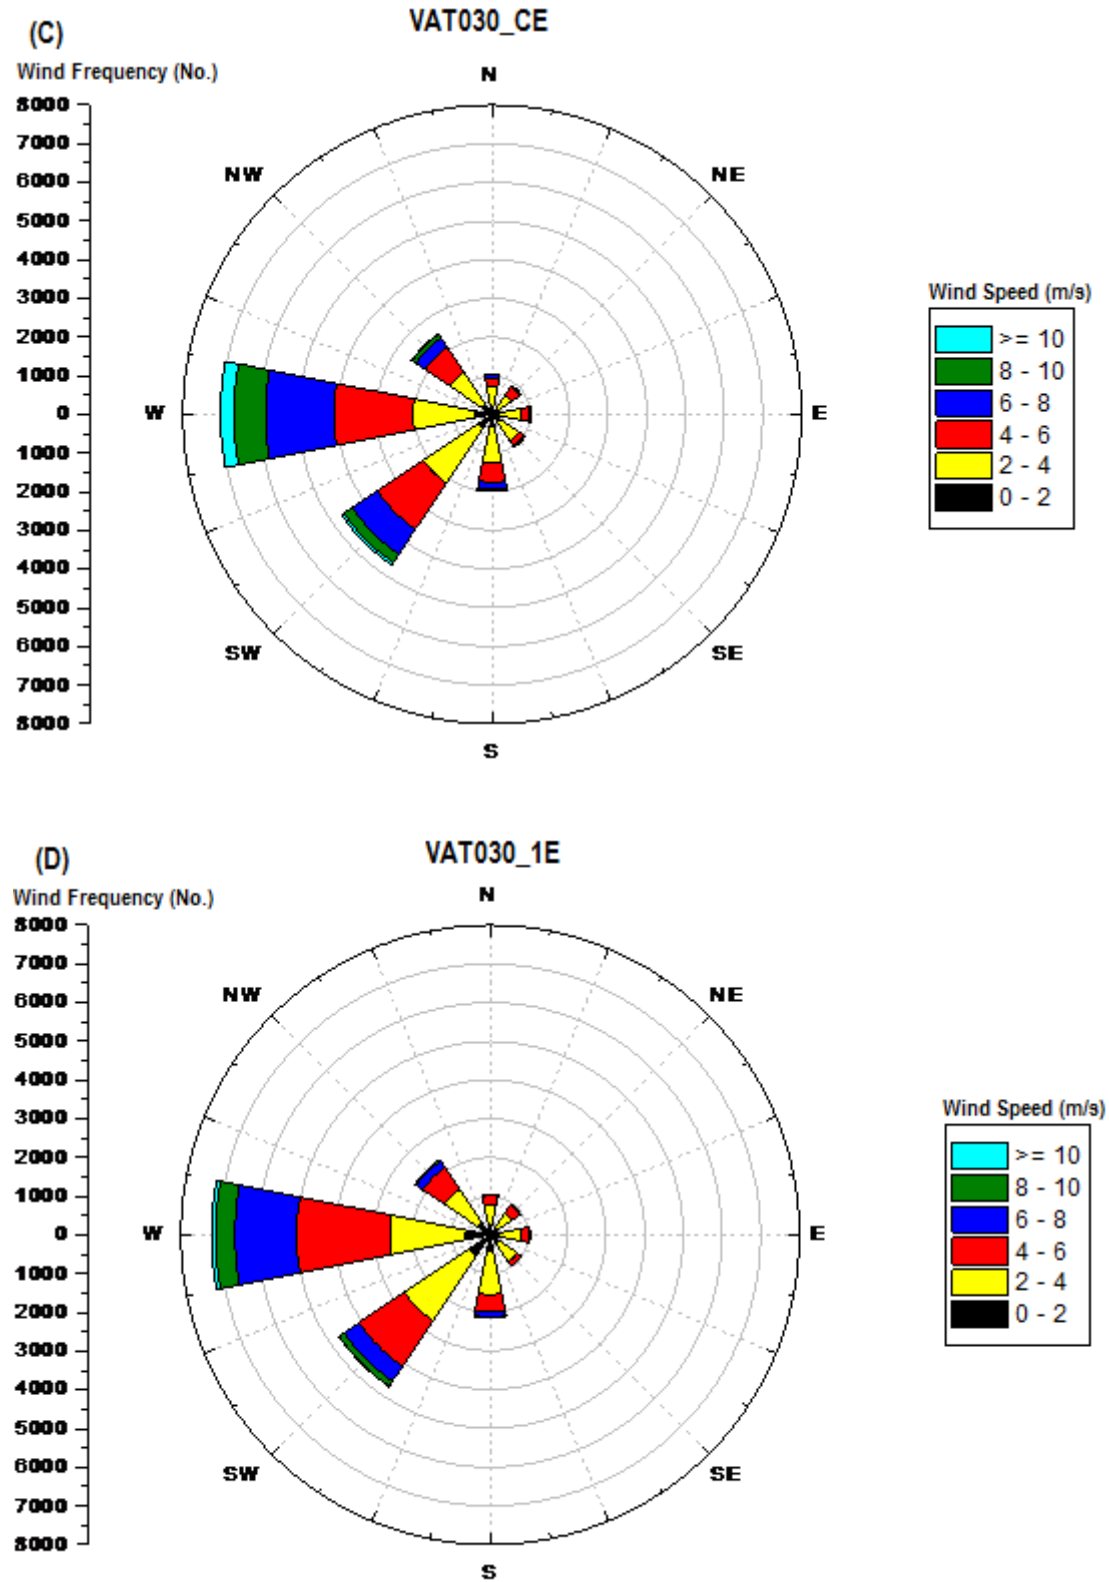 (C)
VAT030_CE
Wind Frequency (No.)
N
8000
7000
6000
5000
4000
3000
2000
1000
0
1000
2000
3000
4000
5000
6000
7000
8000
NW
NE
W
E
SW
SE
S
Wind Speed (m/s)
>= 10
8 - 10
6 - 8
4 - 6
2 - 4
0 - 2
(D)
VAT030_1E
Wind Frequency (No.)
N
8000
7000
6000
5000
4000
3000
2000
1000
0
1000
2000
3000
4000
5000
6000
7000
8000
NW
NE
W
E
SW
SE
S
Wind Speed (m/s)
>= 10
8 - 10
6 - 8
4 - 6
2 - 4
0 - 2